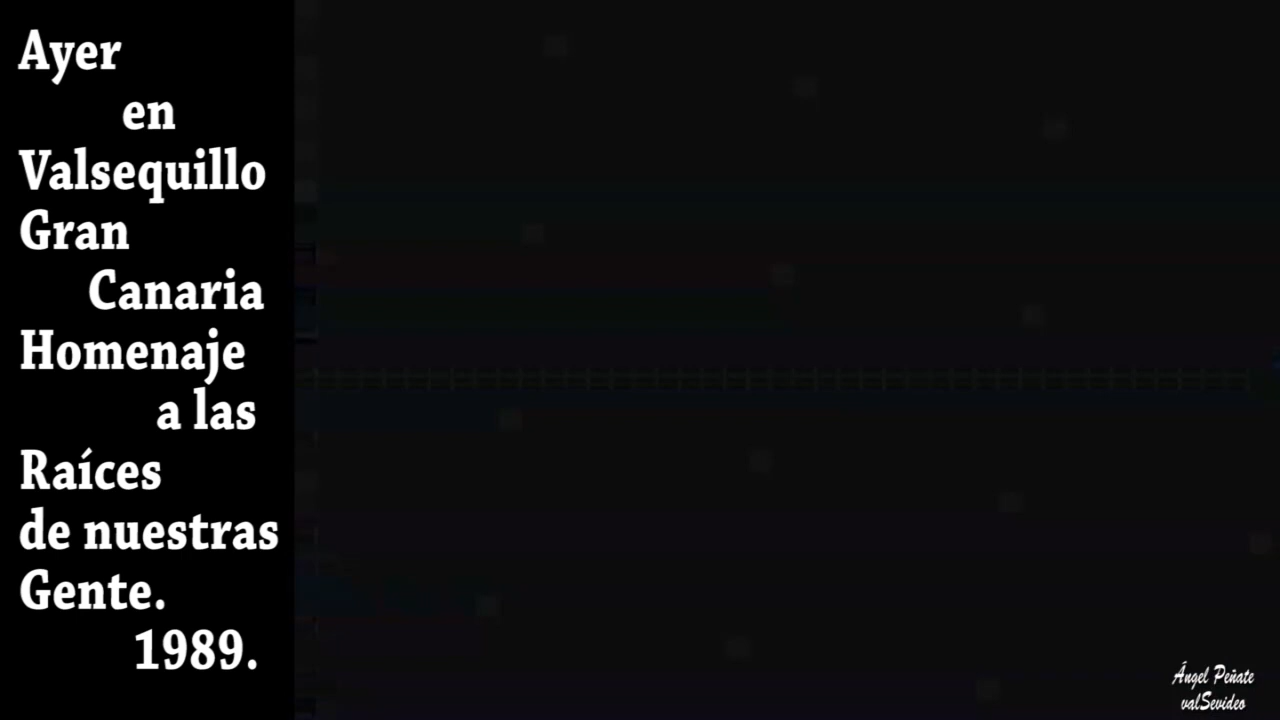 Ayer
en
Valsequillo
Gran
Canaria
Homenaje
a las
Raíces
de nuestras
Gente.
1989.
Ángel Peñate
valSevideo